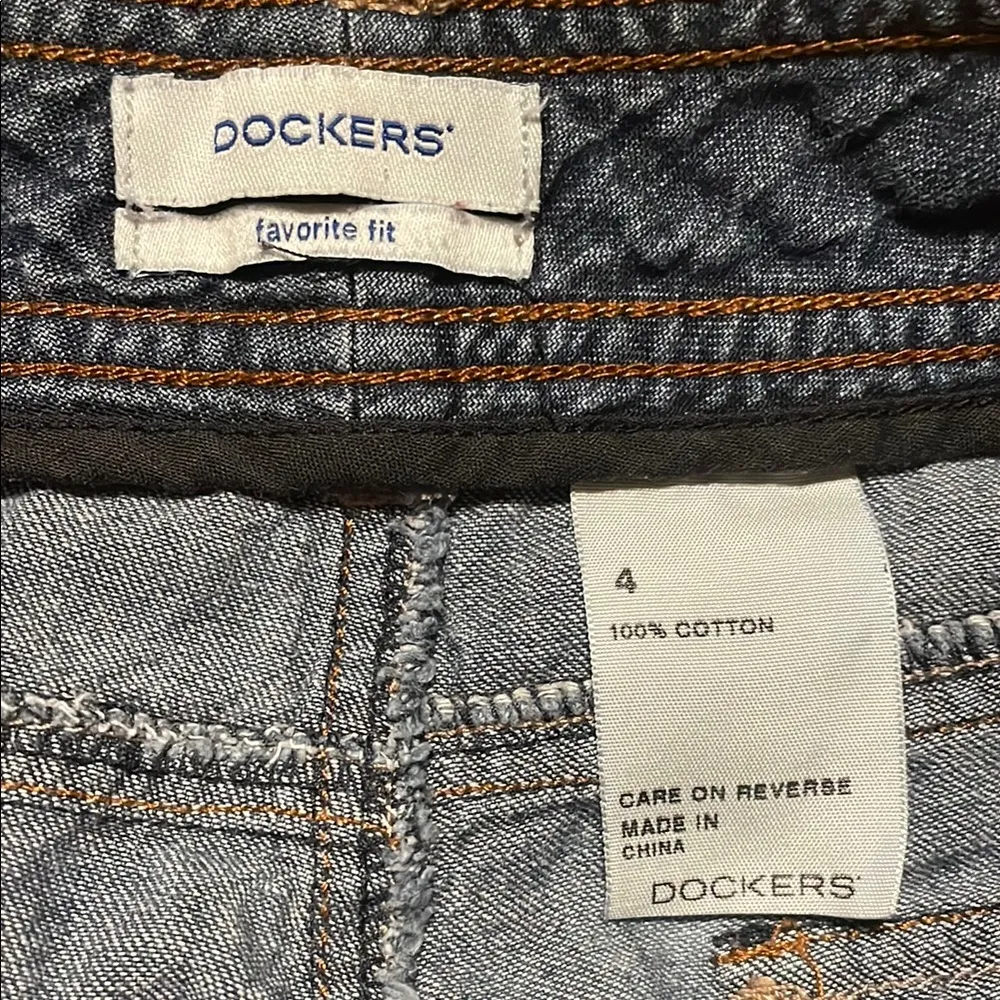 DOCKERS
favorite fit
4
100% COTTON
CARE ON REVERSE
MADE IN
CHINA
DOCKERS